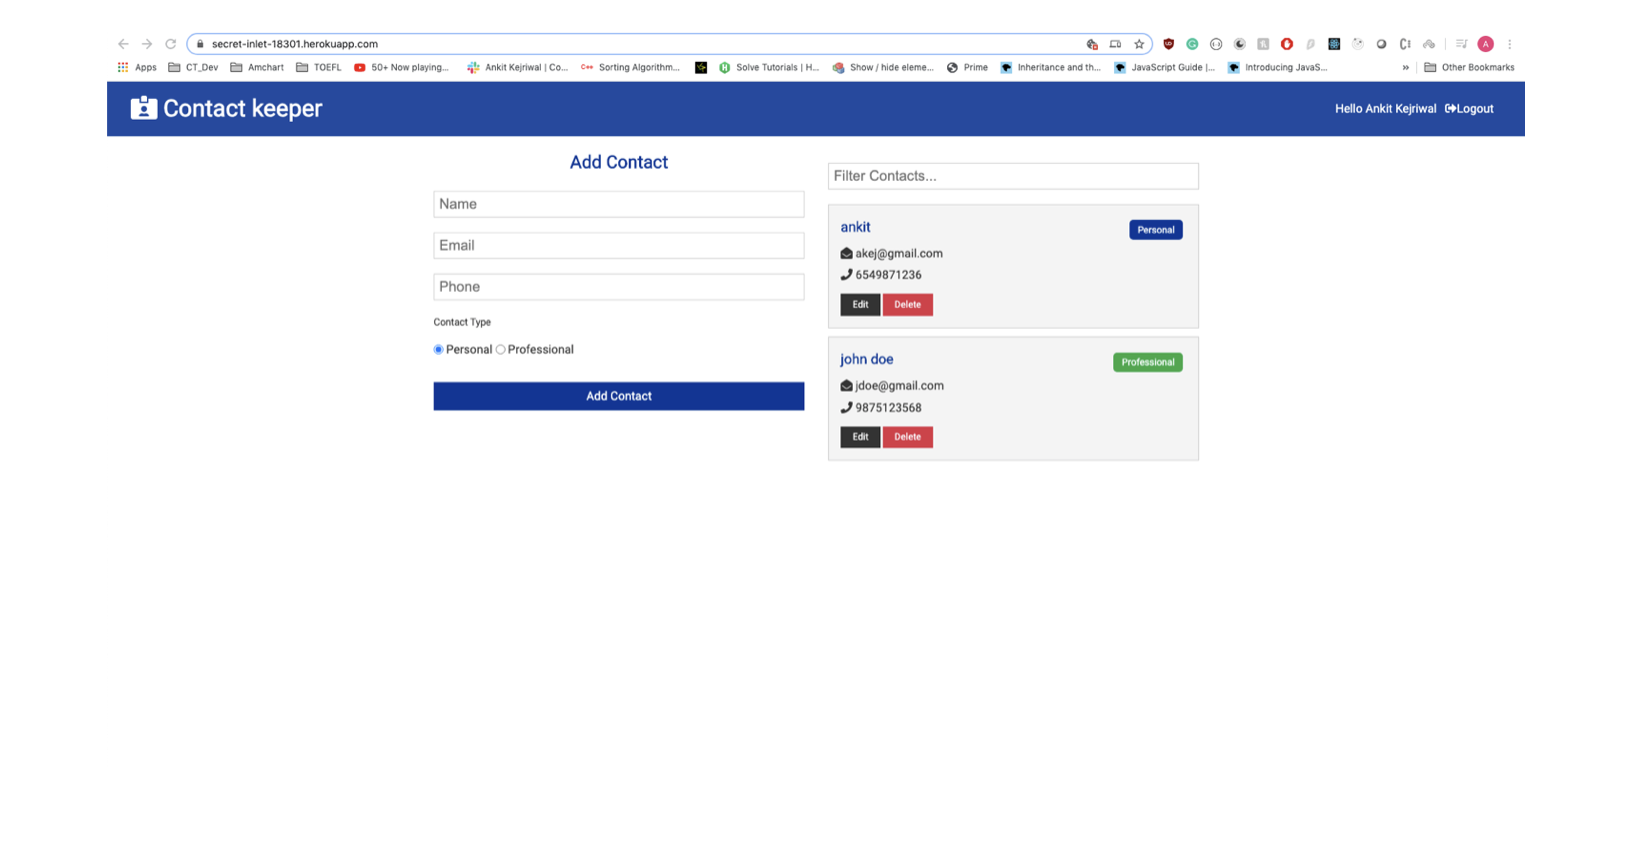 secret-inlet-18301.herokuapp.com
Apps CT_Dev Amchart TOEFL 50+ Now playing... Ankit Kejriwal | Co... Sorting Algorithm... Solve Tutorials | H... Show / hide eleme... Prime Inheritance and th... JavaScript Guide |... Introducing JavaS... » Other Bookmarks
Contact keeper
Hello Ankit Kejriwal Logout
Add Contact
Name
Email
Phone
Contact Type
Personal Professional
Add Contact
Filter Contacts...
ankit Personal
akej@gmail.com
6549871236
Edit Delete
john doe Professional
jdoe@gmail.com
9875123568
Edit Delete